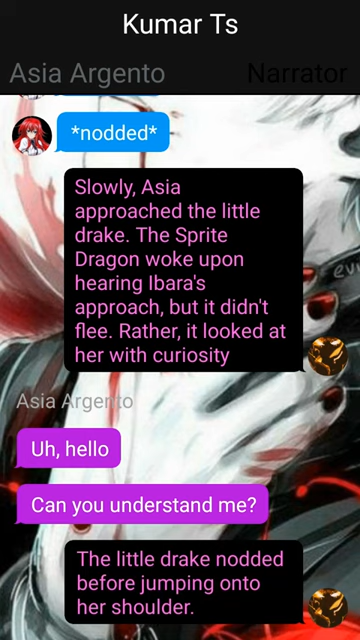 Kumar Ts
Asia Argento
Narrator
*nodded*
Slowly, Asia
approached the little
drake. The Sprite
Dragon woke upon
hearing Ibara's
approach, but it didn't
flee. Rather, it looked at
her with curiosity
Asia Argento
Uh, hello
Can you understand me?
The little drake nodded
before jumping onto
her shoulder.